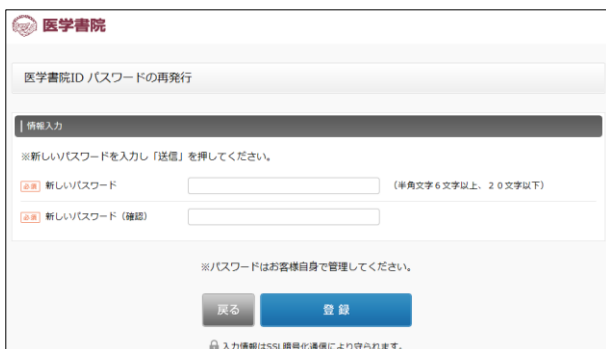 医学書院
医学書院ID パスワードの再発行
情報入力
※新しいパスワードを入力し「送信」を押してください。
必須 新しいパスワード (半角文字6文字以上、20文字以下)
必須 新しいパスワード(確認)
※パスワードはお客様自身で管理してください。
戻る 登録
入力情報はSSL暗号化通信により守られます。